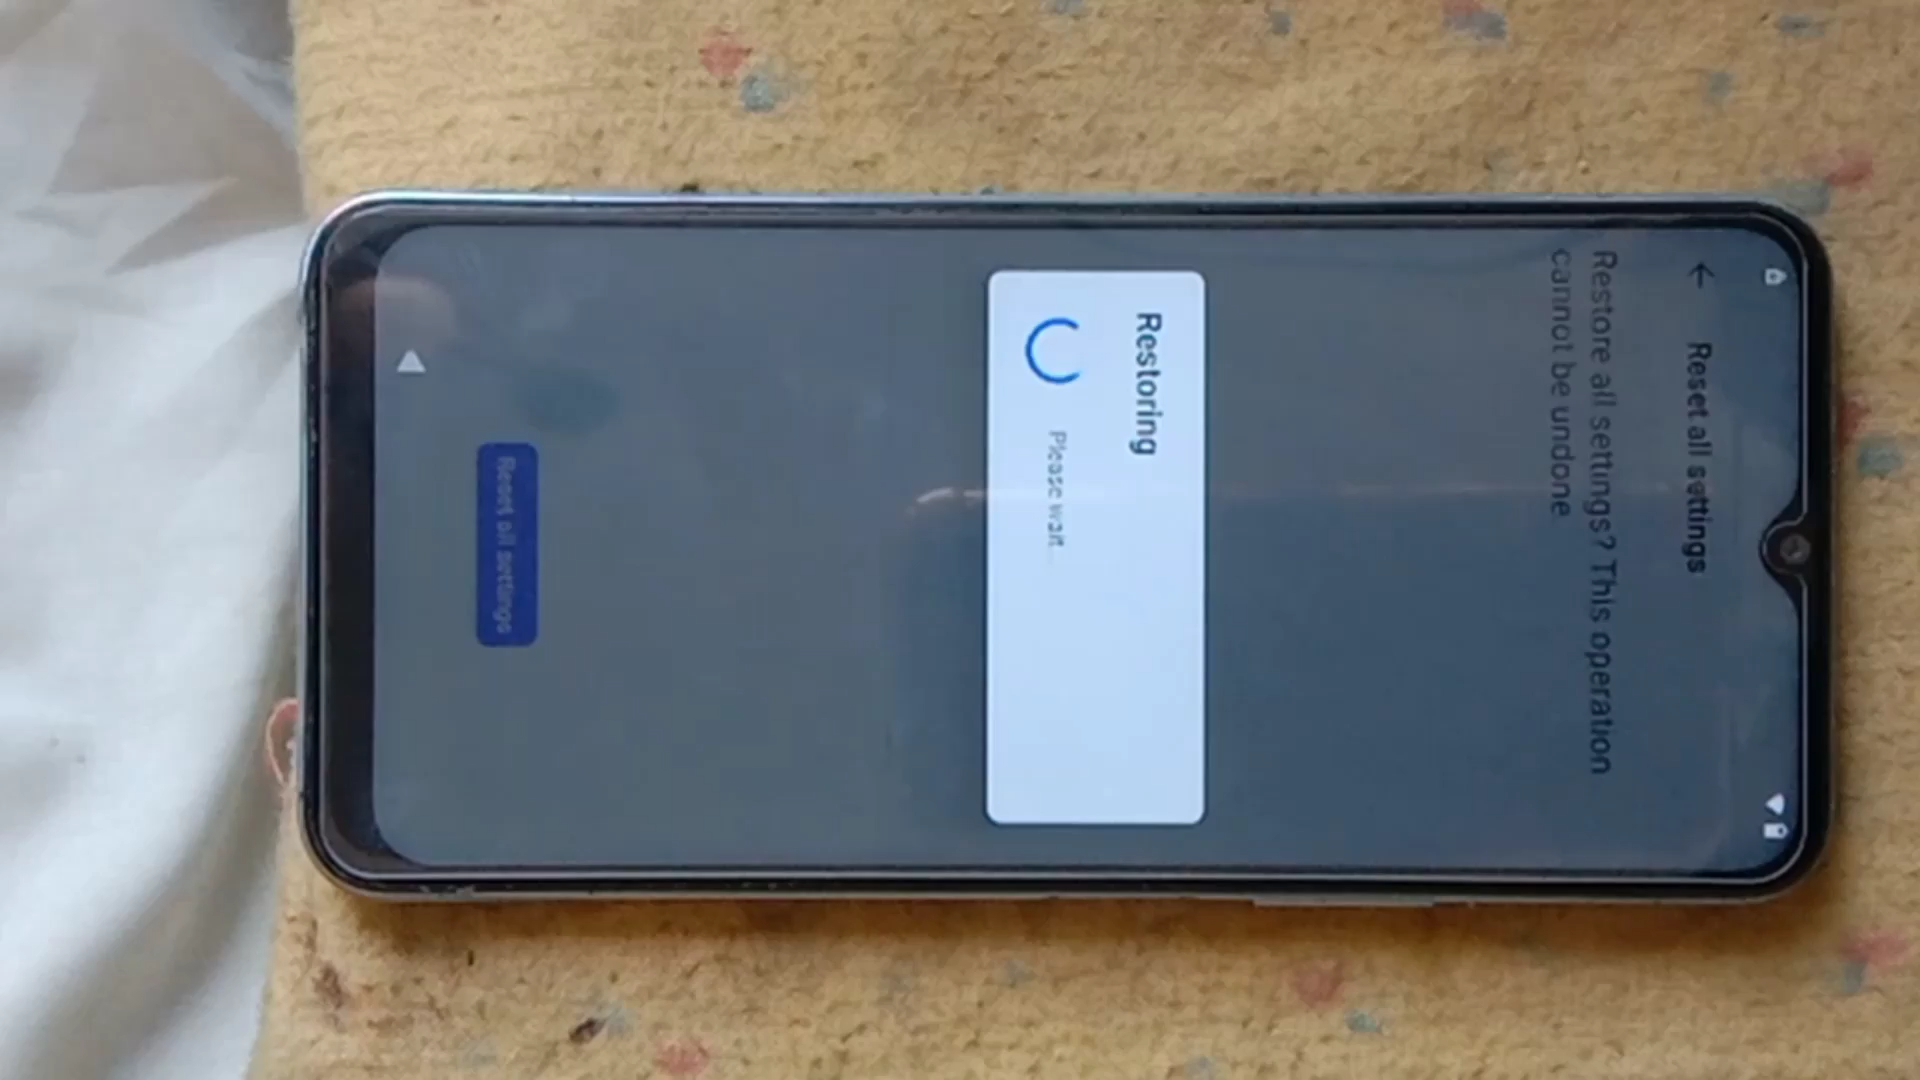 Reset all settings
Restore all settings? This operation
cannot be undone.
Restoring
Please wait...
Reset all settings